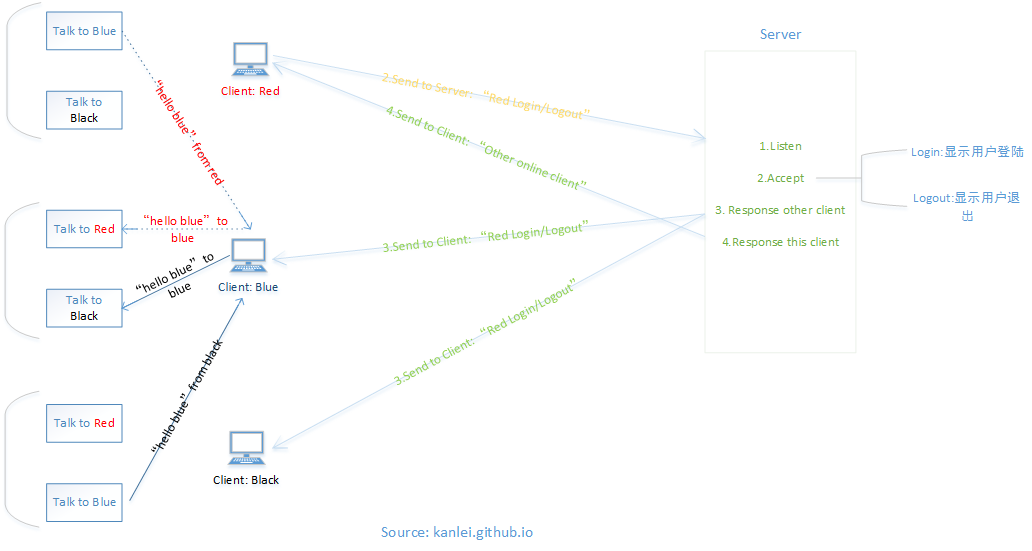 Talk to Blue
Talk to
Black
“hello blue” from red
Client: Red
2.Send to Server: “Red Login/Logout”
4.Send to Client: “Other online client”
Server
1.Listen
2.Accept
3. Response other client
4.Response this client
Login:显示用户登陆
Logout:显示用户退
出
Talk to Red
“hello blue” to
blue
Talk to
Black
“hello blue” to
blue
Client: Blue
3.Send to Client: “Red Login/Logout”
3.Send to Client: “Red Login/Logout”
Talk to Red
Talk to Blue
“hello blue” from black
Client: Black
Source: kanlei.github.io